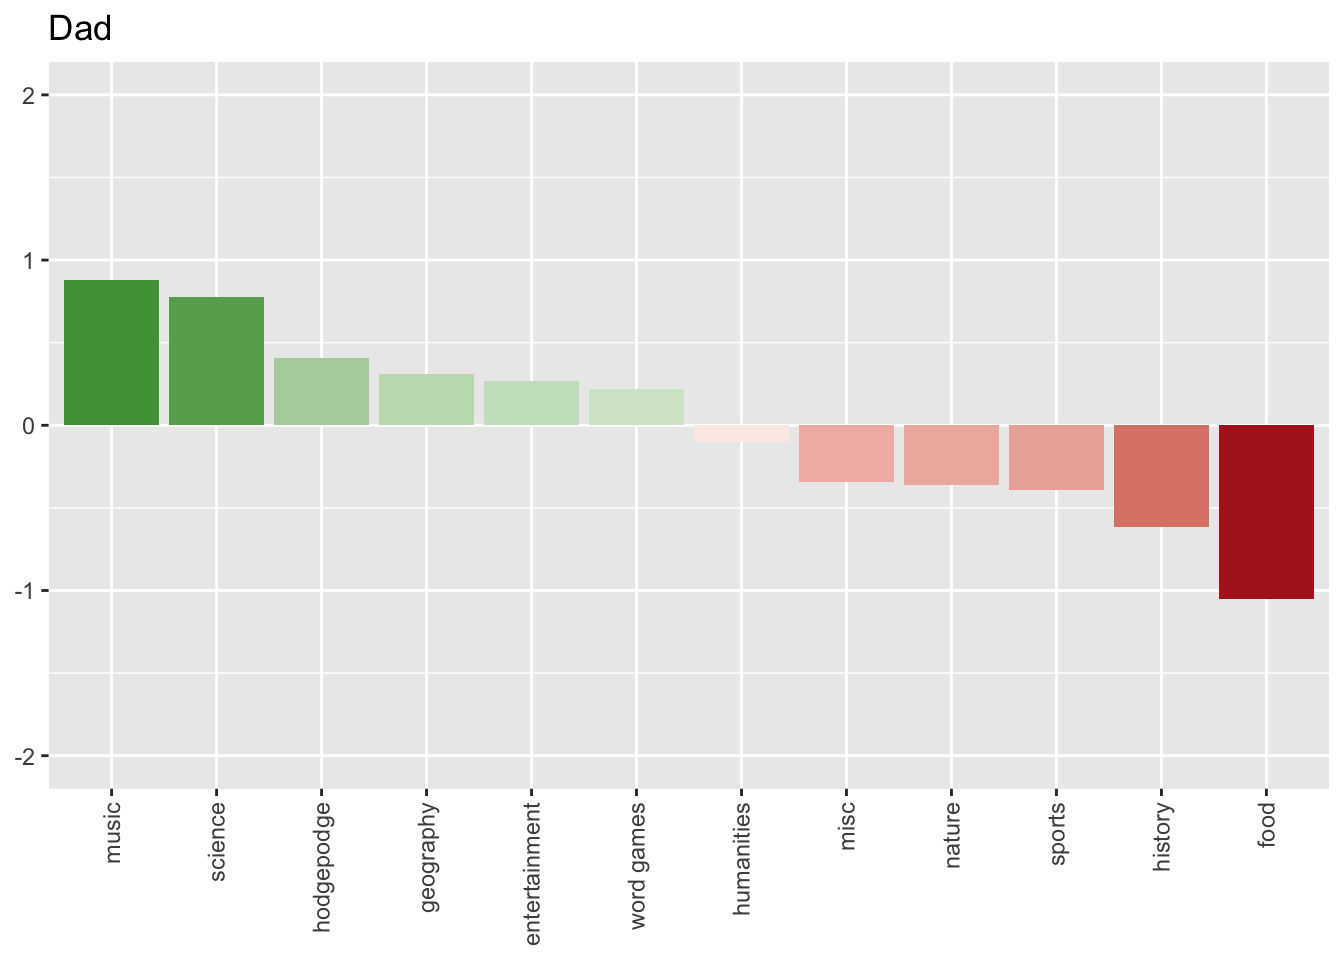 Dad
2
1
0
-1
-2
music
science
hodgepodge
geography
entertainment
word games
humanities
misc
nature
sports
history
food